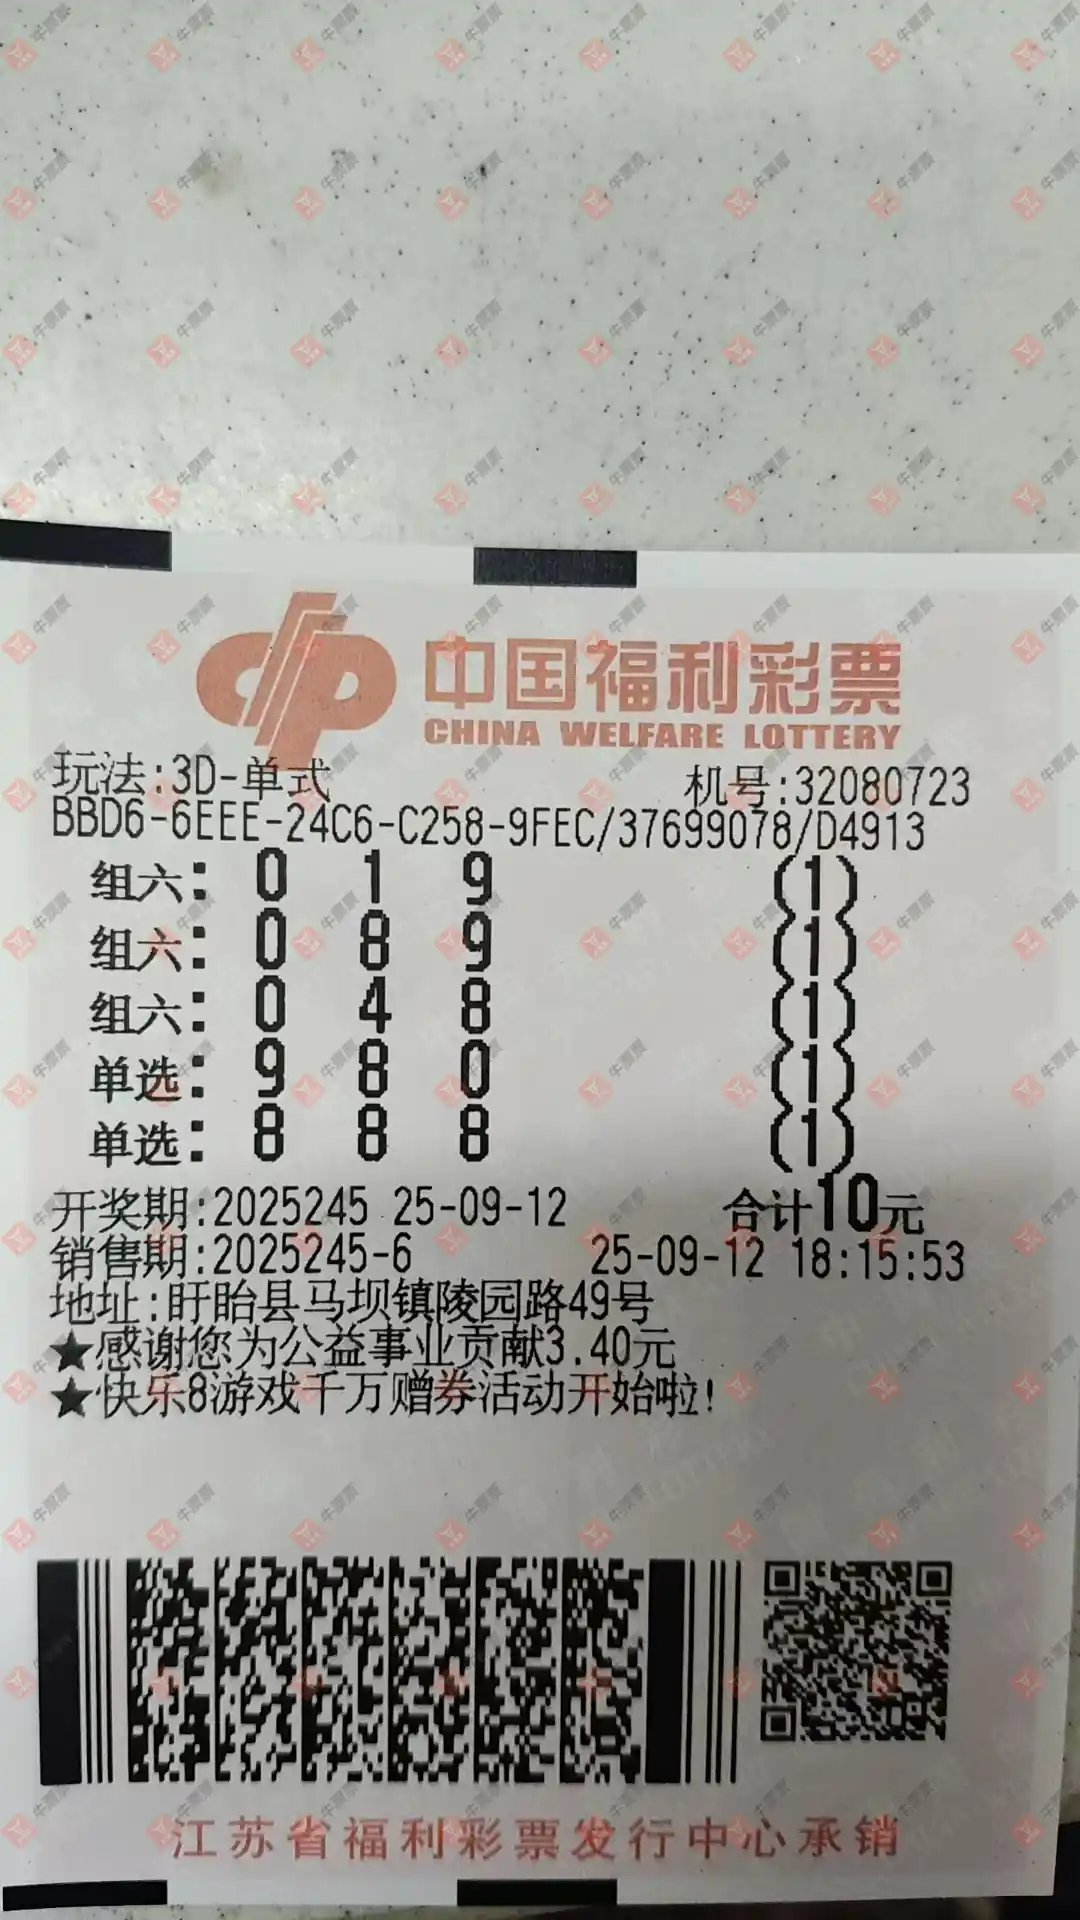 中国福利彩票
CHINA WELFARE LOTTERY
玩法:3D-单式 机号:32080723
BBD6-6EEE-24C6-C258-9FEC/37699078/D4913
组六: 0 1 9 (1)
组六: 0 8 9 (1)
组六: 0 4 8 (1)
单选: 9 8 0 (1)
单选: 8 8 8 (1)
开奖期:2025245 25-09-12 合计10元
销售期:2025245-6 25-09-12 18:15:53
地址:盱眙县马坝镇陵园路49号
★感谢您为公益事业贡献3.40元
★快乐8游戏千万赠券活动开始啦!
江苏省福利彩票发行中心承销
牛票票